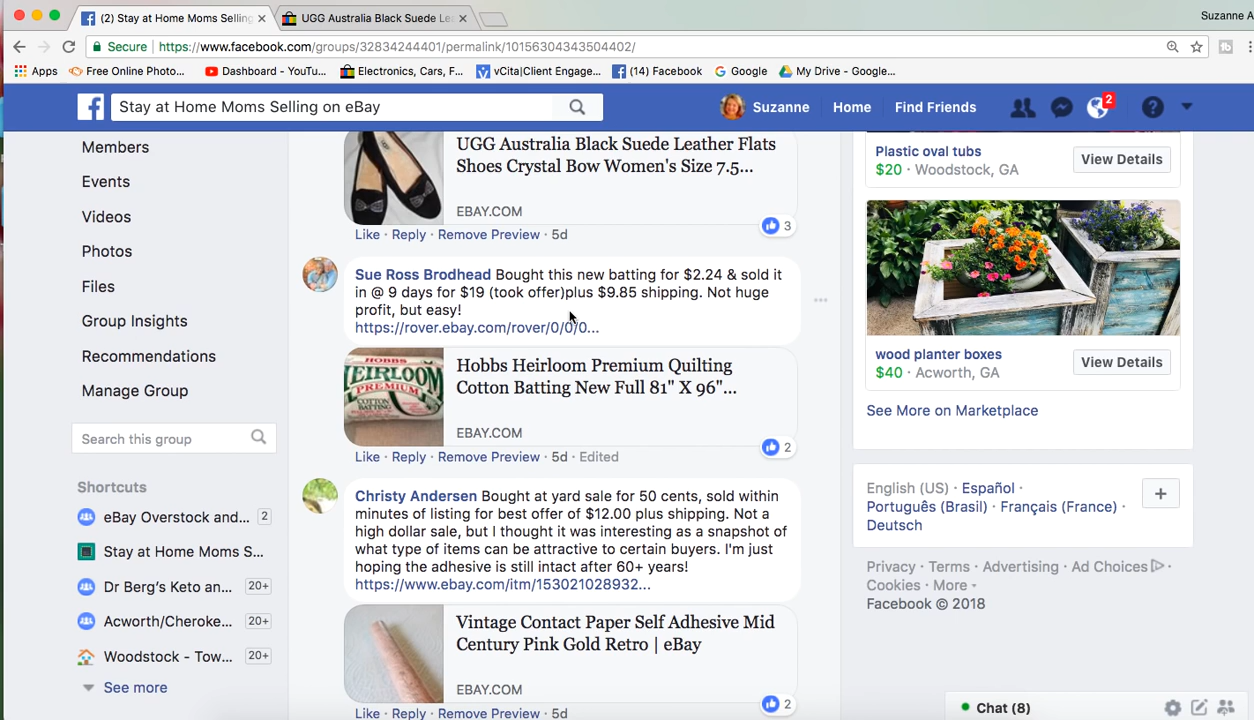 Suzanne A
(2) Stay at Home Moms Selling
UGG Australia Black Suede Le
Secure
https://www.facebook.com/groups/32834244401/permalink/10156304343504402/
Apps
Free Online Photo...
Dashboard - YouTu...
Electronics, Cars, F...
vCita|Client Engage...
(14) Facebook
Google
My Drive - Google...
Stay at Home Moms Selling on eBay
Suzanne
Home
Find Friends
2
Members
Events
Videos
Photos
Files
Group Insights
Recommendations
Manage Group
Search this group
Shortcuts
eBay Overstock and... 2
Stay at Home Moms S...
Dr Berg's Keto an... 20+
Acworth/Cherokee... 20+
Woodstock - Tow... 20+
See more
UGG Australia Black Suede Leather Flats
Shoes Crystal Bow Women's Size 7.5...
EBAY.COM
3
Like · Reply · Remove Preview · 5d
Sue Ross Brodhead Bought this new batting for $2.24 & sold it
in @ 9 days for $19 (took offer)plus $9.85 shipping. Not huge
profit, but easy!
https://rover.ebay.com/rover/0/0/0...
HOBBS
HEIRLOOM
PREMIUM
COTTON
BATTING
Hobbs Heirloom Premium Quilting
Cotton Batting New Full 81" X 96"...
EBAY.COM
2
Like · Reply · Remove Preview · 5d · Edited
Christy Andersen Bought at yard sale for 50 cents, sold within
minutes of listing for best offer of $12.00 plus shipping. Not a
high dollar sale, but I thought it was interesting as a snapshot of
what type of items can be attractive to certain buyers. I'm just
hoping the adhesive is still intact after 60+ years!
https://www.ebay.com/itm/153021028932...
Vintage Contact Paper Self Adhesive Mid
Century Pink Gold Retro | eBay
EBAY.COM
2
Like · Reply · Remove Preview · 5d
Plastic oval tubs
$20 · Woodstock, GA
View Details
wood planter boxes
$40 · Acworth, GA
View Details
See More on Marketplace
English (US) · Español ·
Português (Brasil) · Français (France) ·
Deutsch
Privacy · Terms · Advertising · Ad Choices ·
Cookies · More
Facebook © 2018
Chat (8)